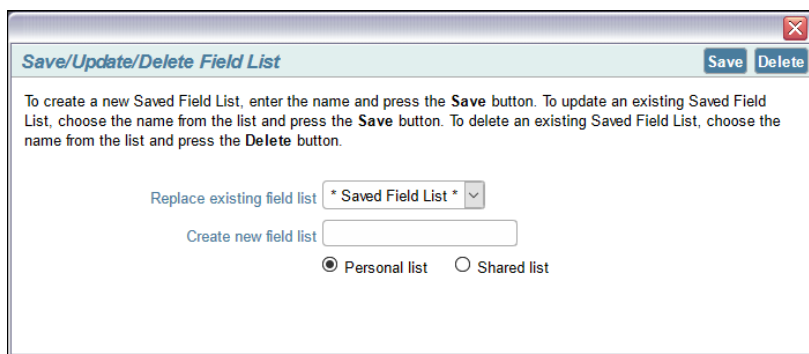 Save/Update/Delete Field List
Save Delete
To create a new Saved Field List, enter the name and press the Save button. To update an existing Saved Field
List, choose the name from the list and press the Save button. To delete an existing Saved Field List, choose the
name from the list and press the Delete button.
Replace existing field list * Saved Field List *
Create new field list
Personal list Shared list